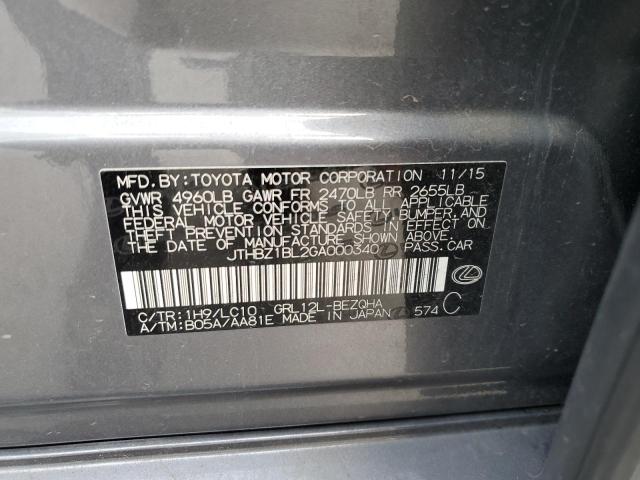 MFD. BY: TOYOTA MOTOR CORPORATION 11/15
GVWR 4960LB GAWR FR 2470LB RR 2655LB
THIS VEHICLE CONFORMS TO ALL APPLICABLE
FEDERAL MOTOR VEHICLE SAFETY, BUMPER, AND
THEFT PREVENTION STANDARDS IN EFFECT ON
THE DATE OF MANUFACTURE SHOWN ABOVE.
JTHBZ1BL2GA000340 PASS. CAR
C/TR: 1H9/LC10 GRL12L-BEZQHA
A/TM: B05A/AA81E MADE IN JAPAN 574 C